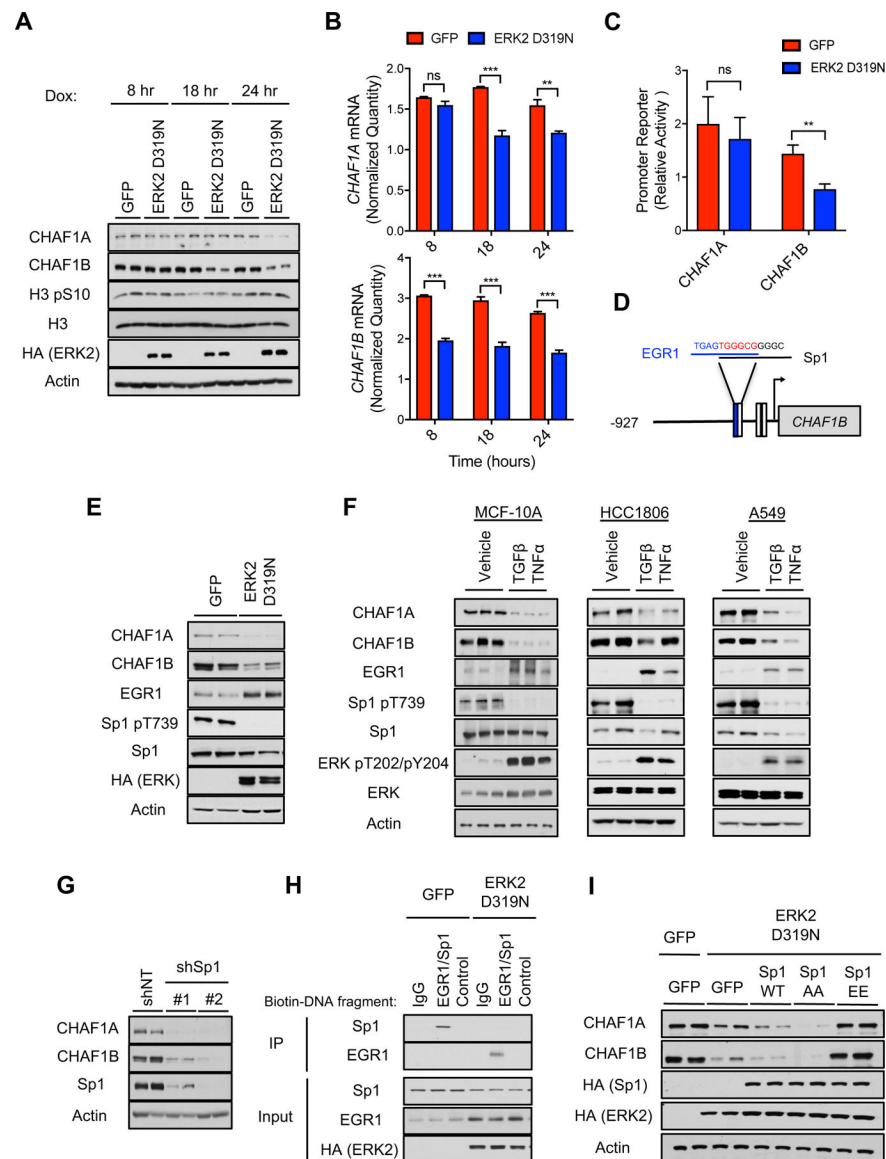 A
Dox:
8 hr
18 hr
24 hr
GFP
ERK2 D319N
GFP
ERK2 D319N
GFP
ERK2 D319N
CHAF1A
CHAF1B
H3 pS10
H3
HA (ERK2)
Actin
B
GFP
ERK2 D319N
CHAF1A mRNA
(Normalized Quantity)
2.0
1.5
1.0
0.5
0.0
ns
***
**
8
18
24
CHAF1B mRNA
(Normalized Quantity)
4
3
2
1
0
***
***
***
8
18
24
Time (hours)
C
GFP
ERK2 D319N
Promoter Reporter
(Relative Activity )
3
2
1
0
ns
**
CHAF1A
CHAF1B
D
TGAGTGGGCGGGGC
EGR1
Sp1
-927
CHAF1B
E
GFP
ERK2
D319N
CHAF1A
CHAF1B
EGR1
Sp1 pT739
Sp1
HA (ERK)
Actin
F
MCF-10A
HCC1806
A549
Vehicle
TGFβ
TNFα
Vehicle
TGFβ
TNFα
Vehicle
TGFβ
TNFα
CHAF1A
CHAF1B
EGR1
Sp1 pT739
Sp1
ERK pT202/pY204
ERK
Actin
G
shNT
shSp1
#1
#2
CHAF1A
CHAF1B
Sp1
Actin
H
GFP
ERK2
D319N
Biotin-DNA fragment:
IgG
EGR1/Sp1
Control
IgG
EGR1/Sp1
Control
IP
Sp1
EGR1
Input
Sp1
EGR1
HA (ERK2)
I
GFP
ERK2
D319N
GFP
GFP
Sp1
WT
Sp1
AA
Sp1
EE
CHAF1A
CHAF1B
HA (Sp1)
HA (ERK2)
Actin